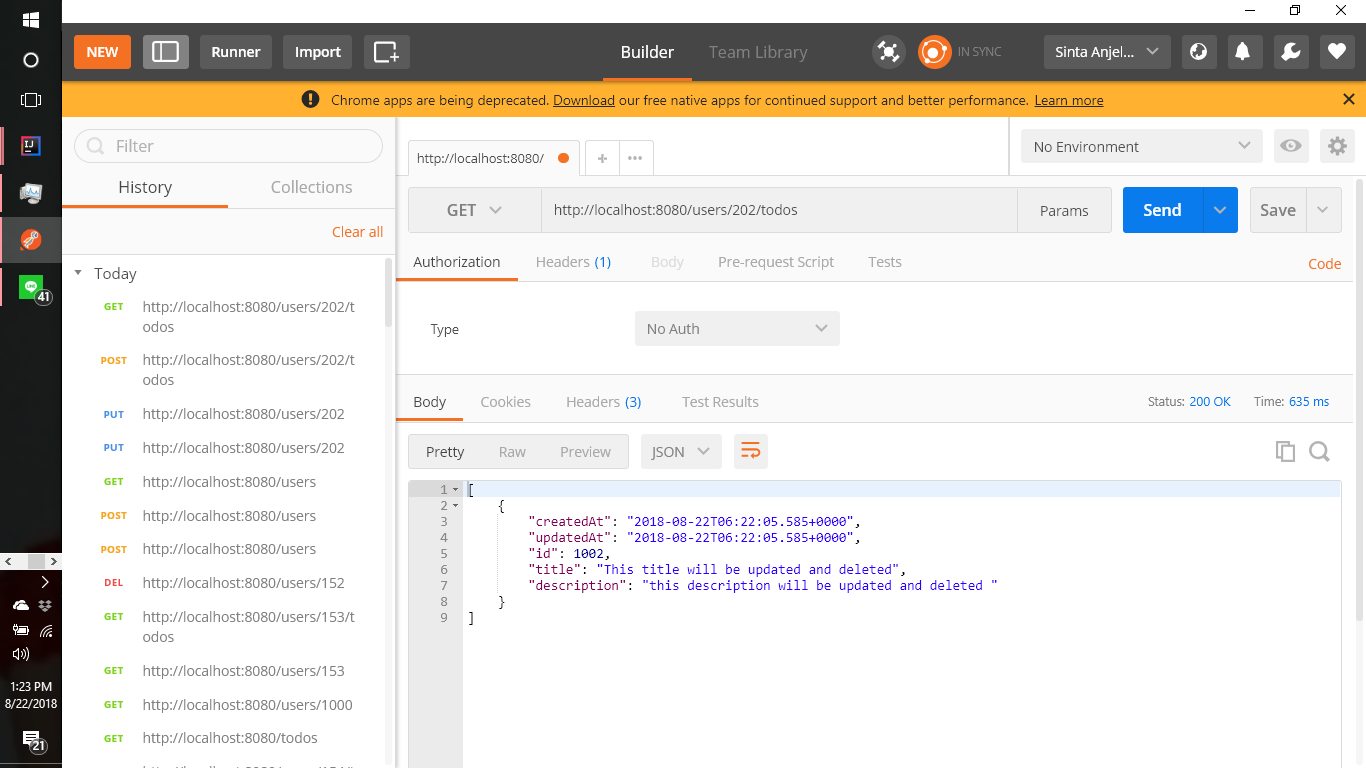 NEW
Runner
Import
Builder
Team Library
IN SYNC
Sinta Anjel...
Chrome apps are being deprecated. Download our free native apps for continued support and better performance. Learn more
Filter
History
Collections
Clear all
Today
GET http://localhost:8080/users/202/t
odos
POST http://localhost:8080/users/202/t
odos
PUT http://localhost:8080/users/202
PUT http://localhost:8080/users/202
GET http://localhost:8080/users
POST http://localhost:8080/users
POST http://localhost:8080/users
DEL http://localhost:8080/users/152
GET http://localhost:8080/users/153/t
odos
GET http://localhost:8080/users/153
GET http://localhost:8080/users/1000
GET http://localhost:8080/todos
http://localhost:8080/
No Environment
GET
http://localhost:8080/users/202/todos
Params
Send
Save
Authorization
Headers (1)
Body
Pre-request Script
Tests
Code
Type
No Auth
Body
Cookies
Headers (3)
Test Results
Status: 200 OK
Time: 635 ms
Pretty
Raw
Preview
JSON
1 [
2 {
3 "createdAt": "2018-08-22T06:22:05.585+0000",
4 "updatedAt": "2018-08-22T06:22:05.585+0000",
5 "id": 1002,
6 "title": "This title will be updated and deleted",
7 "description": "this description will be updated and deleted "
8 }
9 ]
IJ
LINE
41
1:23 PM
8/22/2018
21